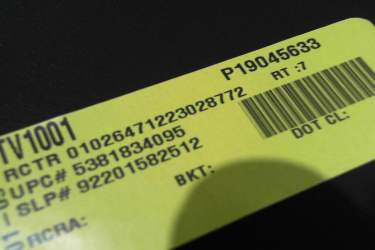 P19045633
RT :7
TV1001
RCTR 01026471223028772
UPC# 5381834095
SLP# 92201582512
DOT CL:
BKT:
RCRA: